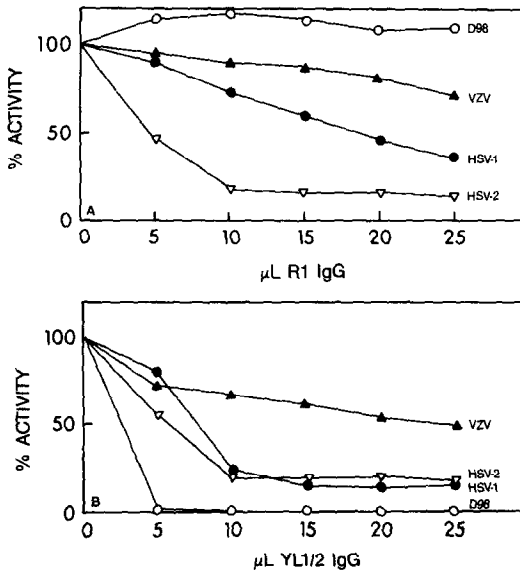 100
50
0
% ACTIVITY
A
D98
VZV
HSV-1
HSV-2
0 5 10 15 20 25
µL R1 IgG
100
50
0
% ACTIVITY
B
VZV
HSV-2
HSV-1
D98
0 5 10 15 20 25
µL YL1/2 IgG